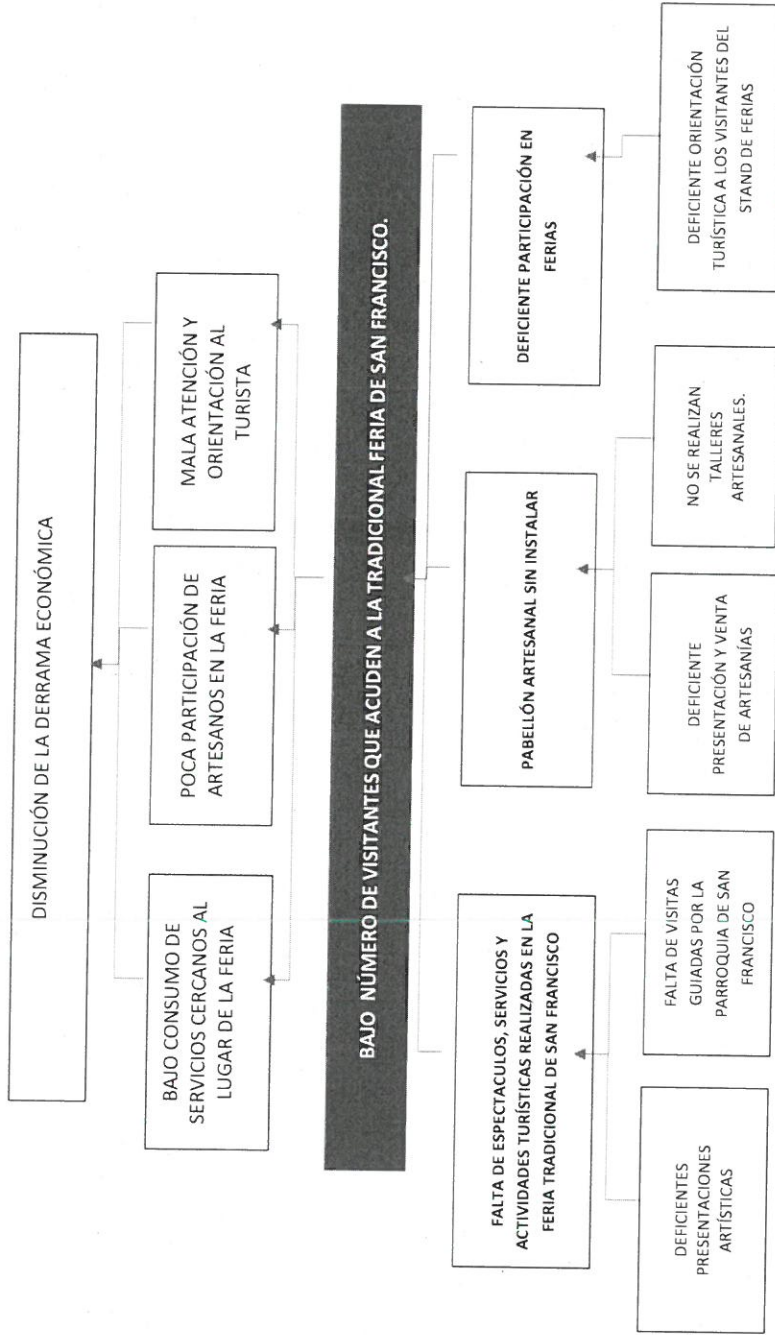 DISMINUCIÓN DE LA DERRAMA ECONÓMICA
BAJO CONSUMO DE
SERVICIOS CERCANOS AL
LUGAR DE LA FERIA
POCA PARTICIPACIÓN DE
ARTESANOS EN LA FERIA
MALA ATENCIÓN Y
ORIENTACIÓN AL
TURISTA
BAJO NÚMERO DE VISITANTES QUE ACUDEN A LA TRADICIONAL FERIA DE SAN FRANCISCO.
FALTA DE ESPECTACULOS, SERVICIOS Y
ACTIVIDADES TURÍSTICAS REALIZADAS EN LA
FERIA TRADICIONAL DE SAN FRANCISCO
PABELLÓN ARTESANAL SIN INSTALAR
DEFICIENTE PARTICIPACIÓN EN
FERIAS
DEFICIENTES
PRESENTACIONES
ARTÍSTICAS
FALTA DE VISITAS
GUIADAS POR LA
PARROQUIA DE SAN
FRANCISCO
DEFICIENTE
PRESENTACIÓN Y VENTA
DE ARTESANÍAS
NO SE REALIZAN
TALLERES
ARTESANALES.
DEFICIENTE ORIENTACIÓN
TURÍSTICA A LOS VISITANTES DEL
STAND DE FERIAS